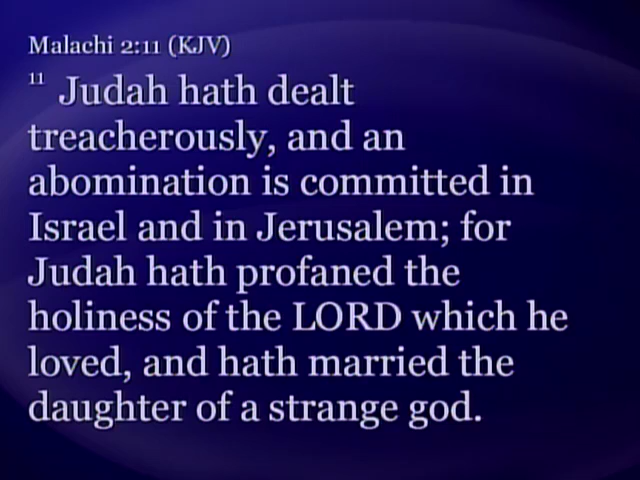 Malachi 2:11 (KJV)
11 Judah hath dealt
treacherously, and an
abomination is committed in
Israel and in Jerusalem; for
Judah hath profaned the
holiness of the LORD which he
loved, and hath married the
daughter of a strange god.